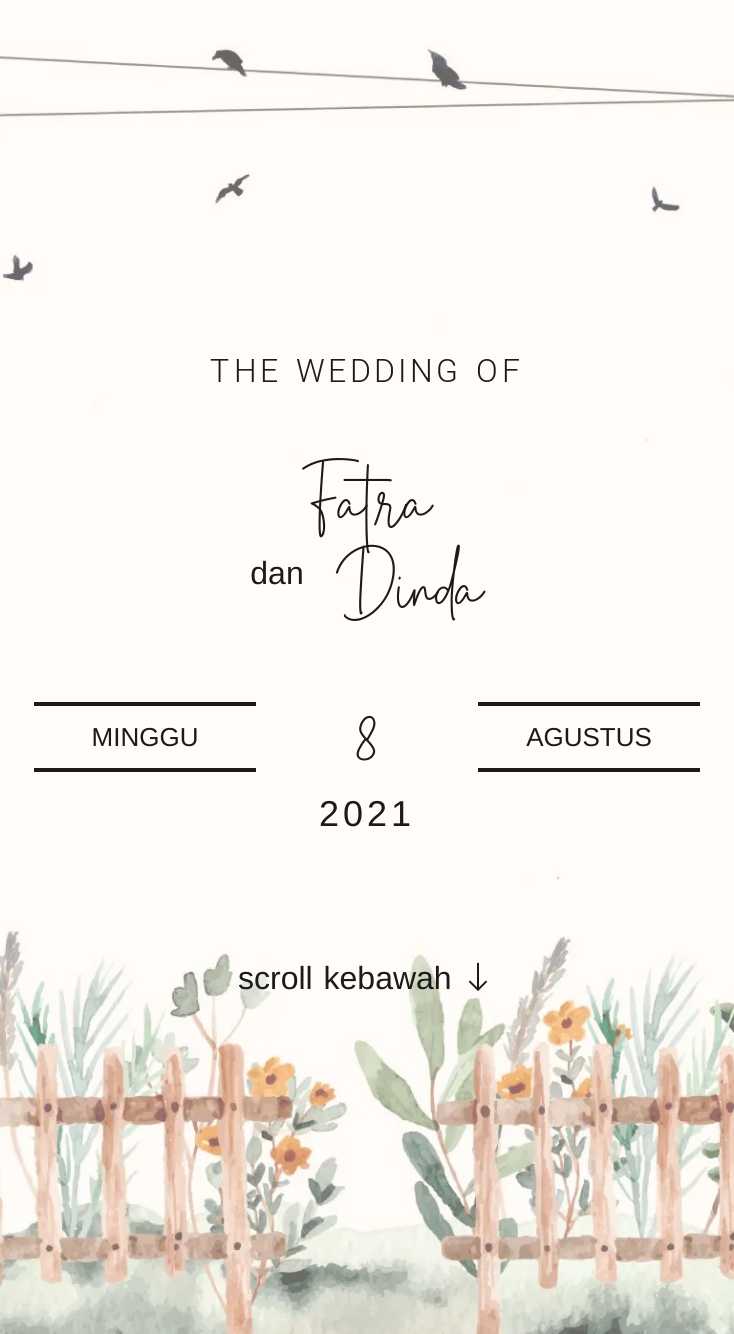 THE WEDDING OF
Fatra
dan Dinda
MINGGU 8 AGUSTUS
2021
scroll kebawah ↓